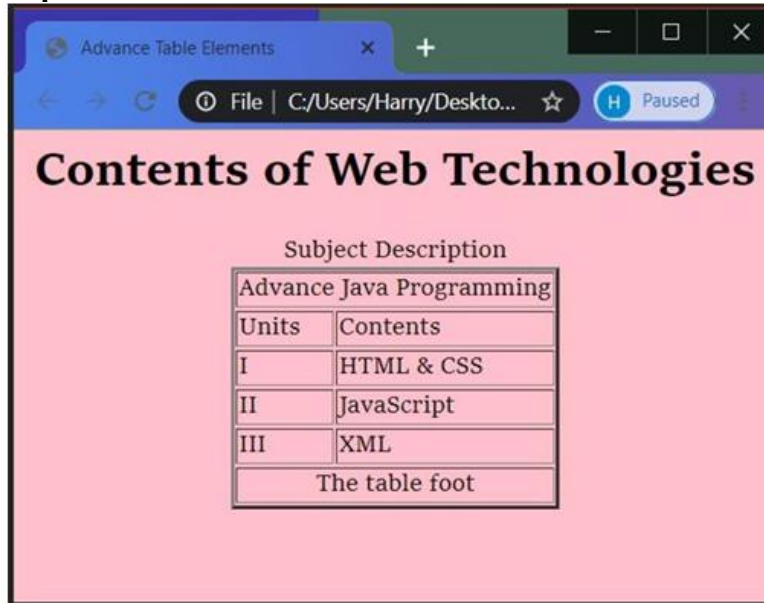 Advance Table Elements
File | C:/Users/Harry/Deskto... H Paused
Contents of Web Technologies
Subject Description
Advance Java Programming
Units Contents
I HTML & CSS
II JavaScript
III XML
The table foot